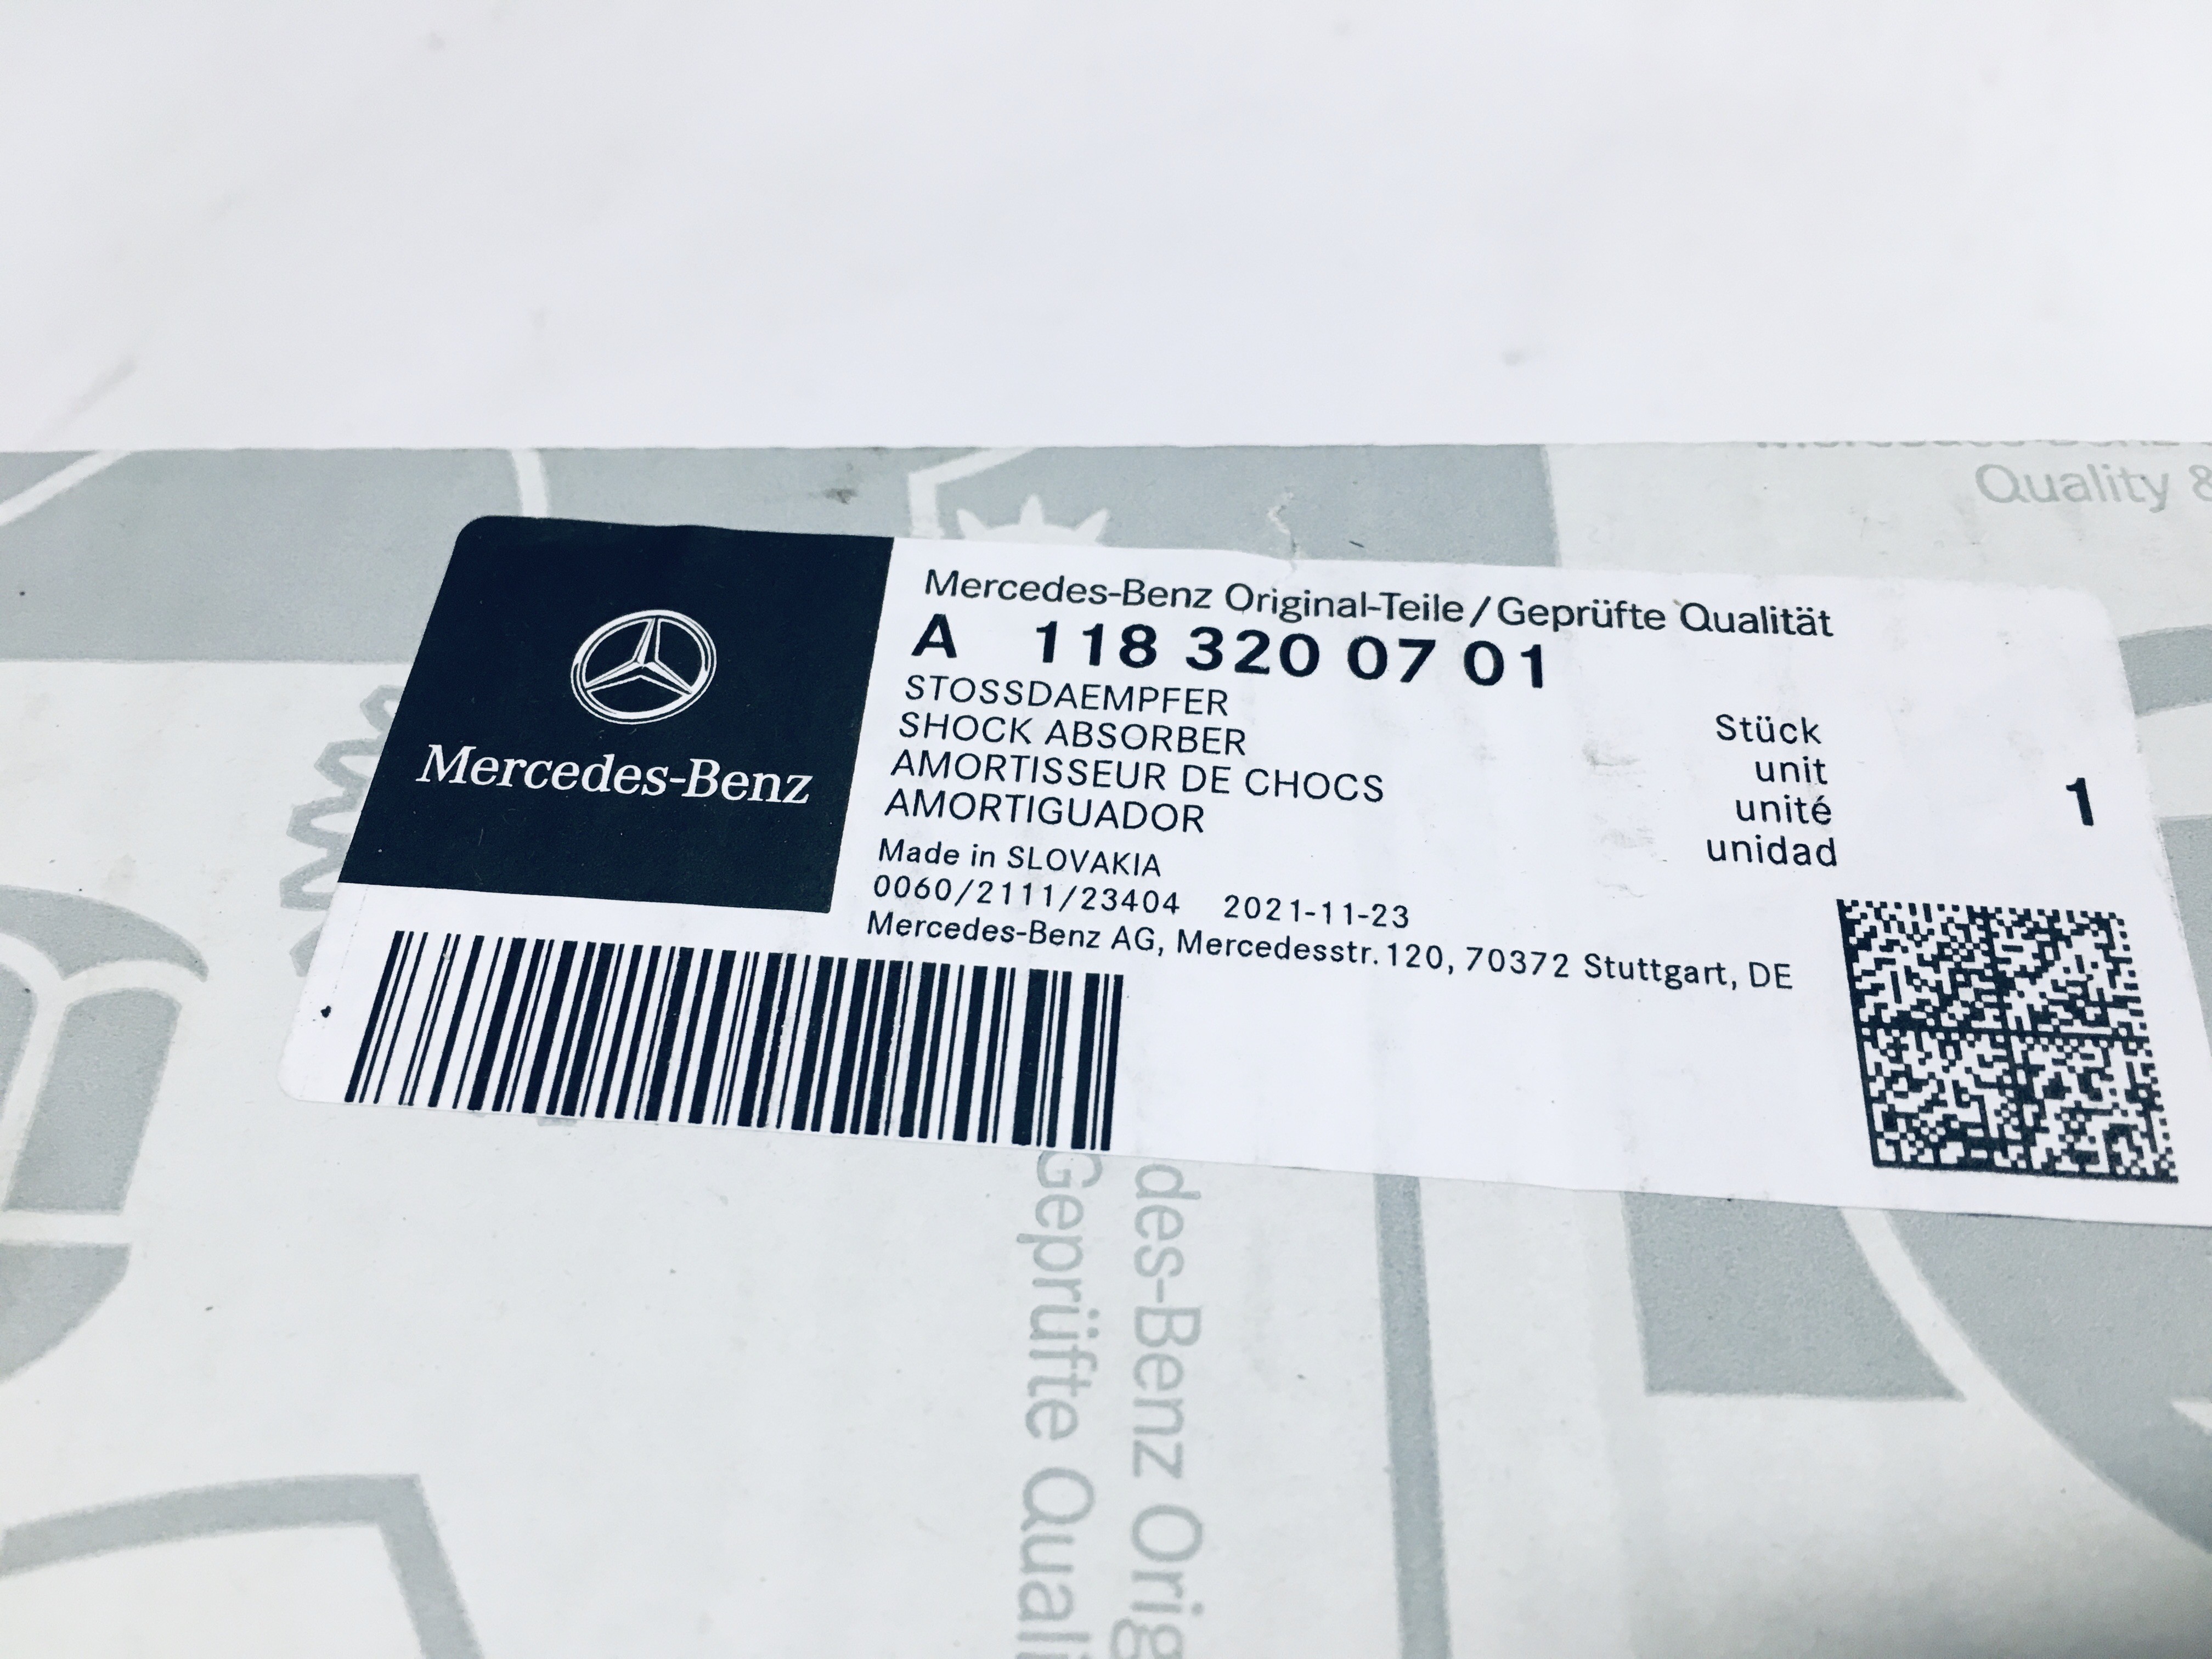 Quality &
Mercedes-Benz
Mercedes-Benz Original-Teile/Geprüfte Qualität
A 118 320 07 01
STOSSDAEMPFER
SHOCK ABSORBER
AMORTISSEUR DE CHOCS
AMORTIGUADOR
Stück
unit
unité
unidad
1
Made in SLOVAKIA
0060/2111/23404 2021-11-23
Mercedes-Benz AG, Mercedesstr.120, 70372 Stuttgart, DE
des-Benz Orig
Geprüfte Quali